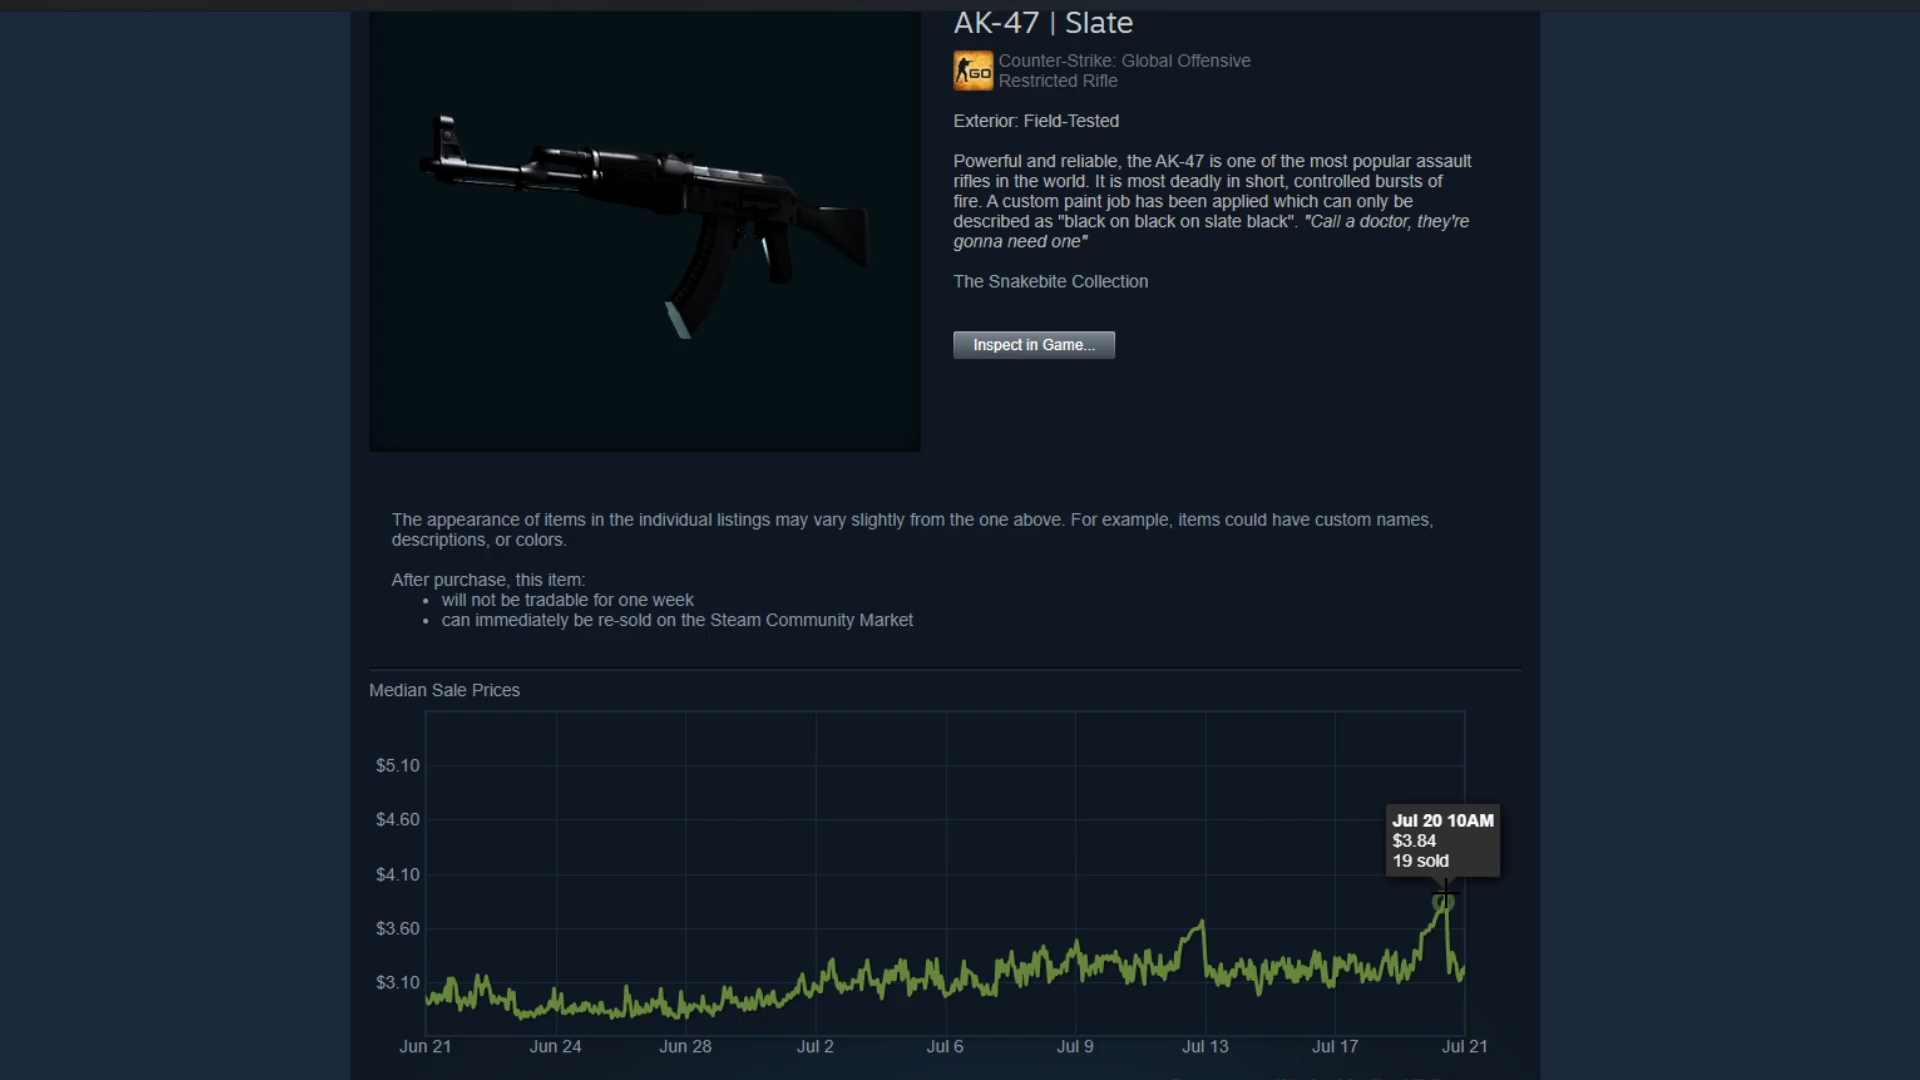 AK-47 | Slate
GO
Counter-Strike: Global Offensive
Restricted Rifle
Exterior: Field-Tested
Powerful and reliable, the AK-47 is one of the most popular assault
rifles in the world. It is most deadly in short, controlled bursts of
fire. A custom paint job has been applied which can only be
described as "black on black on slate black". "Call a doctor, they're
gonna need one"
The Snakebite Collection
Inspect in Game...
The appearance of items in the individual listings may vary slightly from the one above. For example, items could have custom names,
descriptions, or colors.
After purchase, this item:
• will not be tradable for one week
• can immediately be re-sold on the Steam Community Market
Median Sale Prices
$5.10
$4.60
$4.10
$3.60
$3.10
Jul 20 10AM
$3.84
19 sold
Jun 21 Jun 24 Jun 28 Jul 2 Jul 6 Jul 9 Jul 13 Jul 17 Jul 21